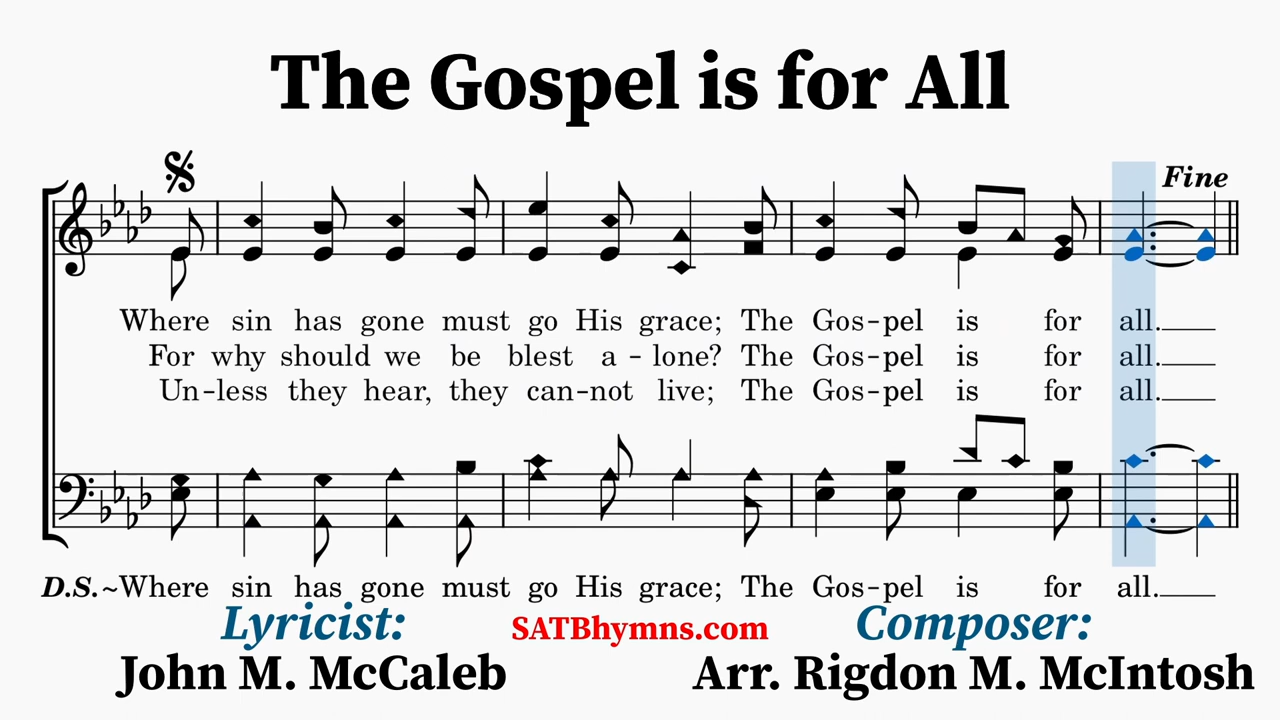 The Gospel is for All
Fine
Where sin has gone must go His grace; The Gos-pel is for all.
For why should we be blest a - lone? The Gos-pel is for all.
Un-less they hear, they can-not live; The Gos-pel is for all.
D.S.~Where sin has gone must go His grace; The Gos-pel is for all.
Lyricist: SATBhymns.com Composer:
John M. McCaleb Arr. Rigdon M. McIntosh